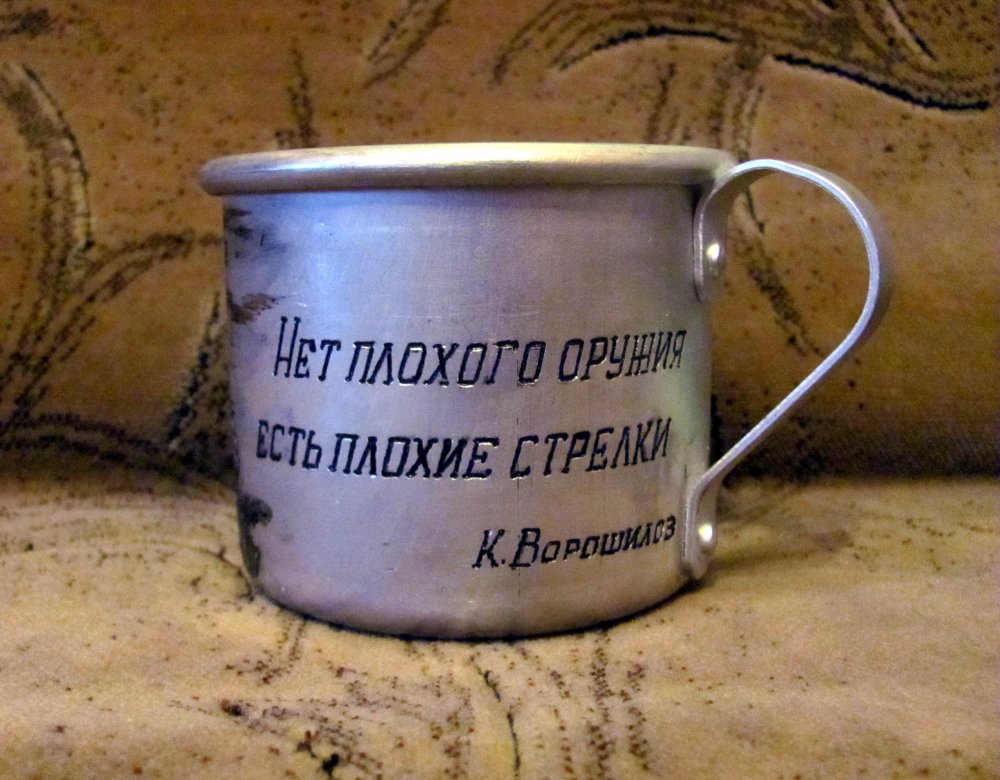 Нет плохого оружия
есть плохие стрелки
К. Ворошилов